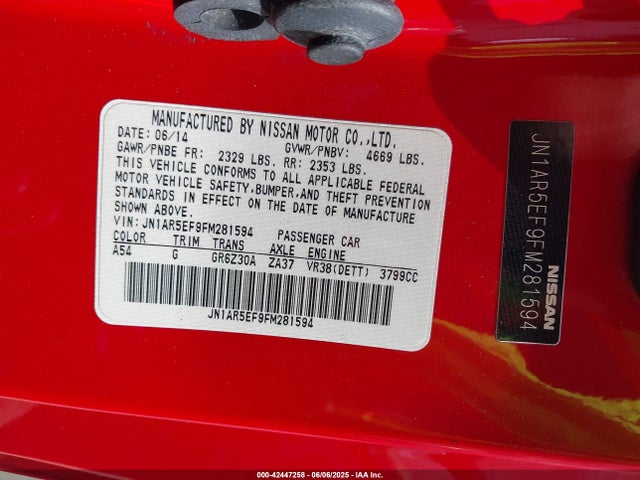 MANUFACTURED BY NISSAN MOTOR CO.,LTD.
DATE: 06/14 GVWR/PNBV: 4669 LBS.
GAWR/PNBE FR: 2329 LBS. RR: 2353 LBS.
THIS VEHICLE CONFORMS TO ALL APPLICABLE FEDERAL
MOTOR VEHICLE SAFETY,BUMPER,AND THEFT PREVENTION
STANDARDS IN EFFECT ON THE DATE OF MANUFACTURE
SHOWN ABOVE.
VIN: JN1AR5EF9FM281594 PASSENGER CAR
COLOR TRIM TRANS AXLE ENGINE
A54 G GR6Z30A ZA37 VR38(DETT) 3799CC
JN1AR5EF9FM281594
JN1AR5EF9FM281594
NISSAN
000-42447258 - 06/06/2025 - IAA, Inc.